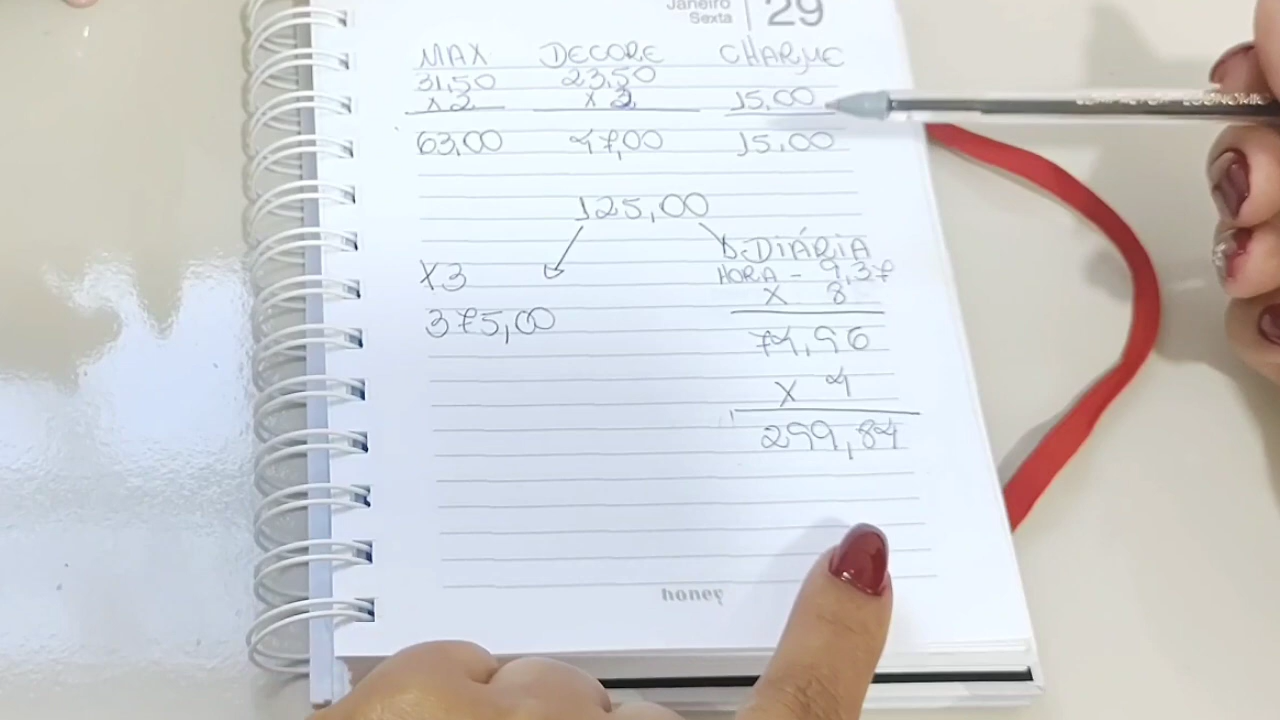 Janeiro
Sexta
29
MAX DECORE CHARME
31,50 23,50
x2 x 2 15,00
63,00 47,00 15,00
125,00
DIÁRIA
X3 HORA - 9,37
X 8
375,00
74,96
X 4
299,84
honey